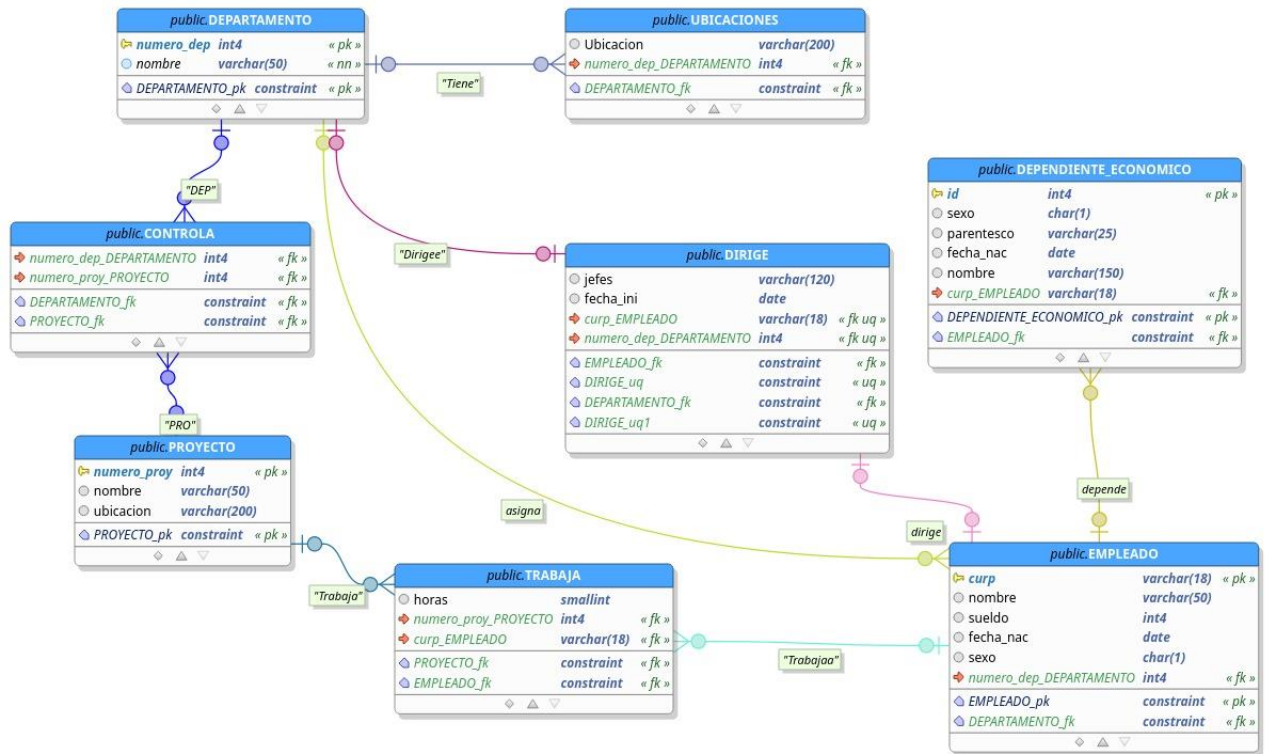 public.DEPARTAMENTO
numero_dep int4 « pk »
nombre varchar(50) « nn »
DEPARTAMENTO_pk constraint « pk »
"Tiene"
public.UBICACIONES
Ubicacion varchar(200)
numero_dep_DEPARTAMENTO int4 « fk »
DEPARTAMENTO_fk constraint « fk »
"DEP"
public.CONTROLA
numero_dep_DEPARTAMENTO int4 « fk »
numero_proy_PROYECTO int4 « fk »
DEPARTAMENTO_fk constraint « fk »
PROYECTO_fk constraint « fk »
"Dirigee"
public.DIRIGE
jefes varchar(120)
fecha_ini date
curp_EMPLEADO varchar(18) « fk uq »
numero_dep_DEPARTAMENTO int4 « fk uq »
EMPLEADO_fk constraint « fk »
DIRIGE_uq constraint « uq »
DEPARTAMENTO_fk constraint « fk »
DIRIGE_uq1 constraint « uq »
public.DEPENDIENTE_ECONOMICO
id int4 « pk »
sexo char(1)
parentesco varchar(25)
fecha_nac date
nombre varchar(150)
curp_EMPLEADO varchar(18) « fk »
DEPENDIENTE_ECONOMICO_pk constraint « pk »
EMPLEADO_fk constraint « fk »
"PRO"
public.PROYECTO
numero_proy int4 « pk »
nombre varchar(50)
ubicacion varchar(200)
PROYECTO_pk constraint « pk »
asigna
depende
dirige
"Trabaja"
public.TRABAJA
horas smallint
numero_proy_PROYECTO int4 « fk »
curp_EMPLEADO varchar(18) « fk »
PROYECTO_fk constraint « fk »
EMPLEADO_fk constraint « fk »
"Trabajaa"
public.EMPLEADO
curp varchar(18) « pk »
nombre varchar(50)
sueldo int4
fecha_nac date
sexo char(1)
numero_dep_DEPARTAMENTO int4 « fk »
EMPLEADO_pk constraint « pk »
DEPARTAMENTO_fk constraint « fk »